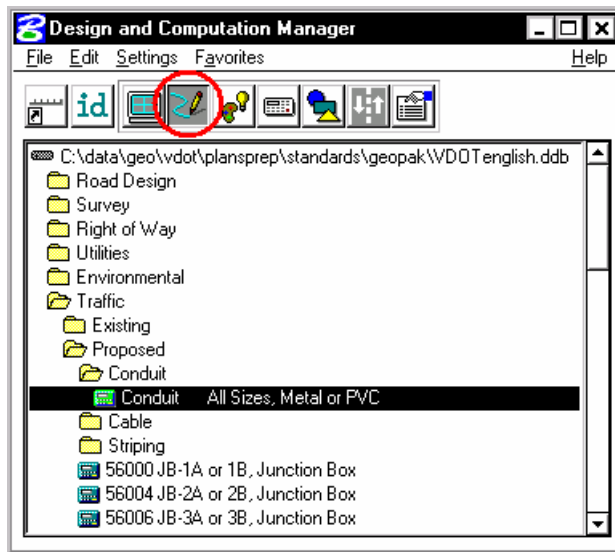 Design and Computation Manager
File Edit Settings Favorites Help
id
C:\data\geo\vdot\plansprep\standards\geopak\VDOTenglish.ddb
Road Design
Survey
Right of Way
Utilities
Environmental
Traffic
Existing
Proposed
Conduit
Conduit All Sizes, Metal or PVC
Cable
Striping
56000 JB-1A or 1B, Junction Box
56004 JB-2A or 2B, Junction Box
56006 JB-3A or 3B, Junction Box